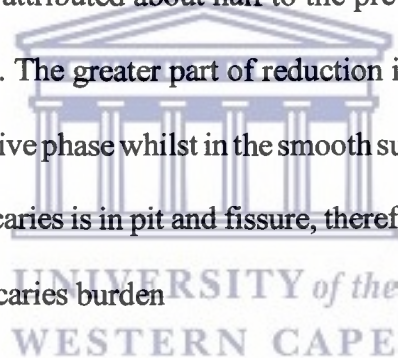 attributed about half to the pre
. The greater part of reduction i
ive phase whilst in the smooth su
caries is in pit and fissure, theref
UNIVERSITY of the
caries burden
WESTERN CAPE